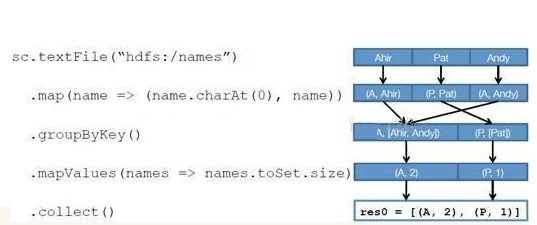 sc.textFile(“hdfs:/names”)
Ahir Pat Andy
.map(name => (name.charAt(0), name))
(A, Ahir) (P, Pat) (A, Andy)
.groupByKey()
A, [Ahir, Andy]) (P, [Pat])
.mapValues(names => names.toSet.size)
(A, 2) (P, 1)
.collect()
res0 = [(A, 2), (P, 1)]